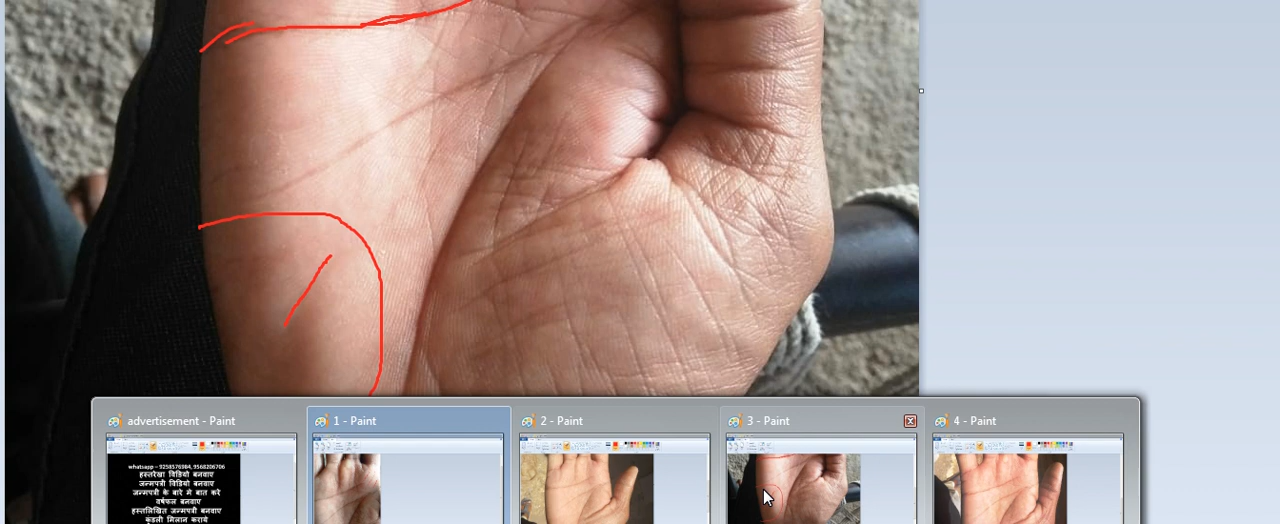 advertisement - Paint
1 - Paint
2 - Paint
3 - Paint
4 - Paint
whatsapp – 9258576984, 9568206706
हस्तरेखा विडियो बनवाए
जन्मपत्री विडियो बनवाए
जन्मपत्री के बारे मे बात करे
वर्षफल बनवाए
हस्तलिखित जन्मपत्री बनवाए
कुंडली मिलान कराये